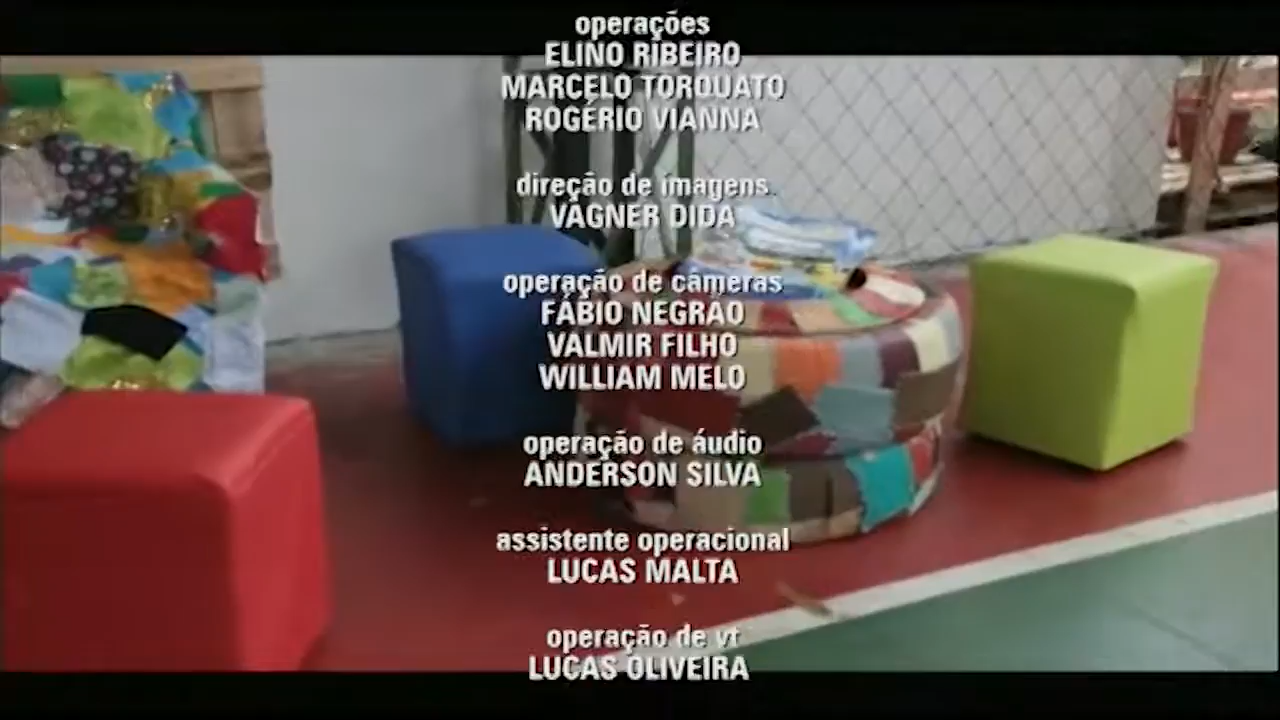 operações
ELINO RIBEIRO
MARCELO TORQUATO
ROGÉRIO VIANNA
direção de imagens
VAGNER DIDA
operação de câmeras
FÁBIO NEGRÃO
VALMIR FILHO
WILLIAM MELO
operação de áudio
ANDERSON SILVA
assistente operacional
LUCAS MALTA
operação de vt
LUCAS OLIVEIRA